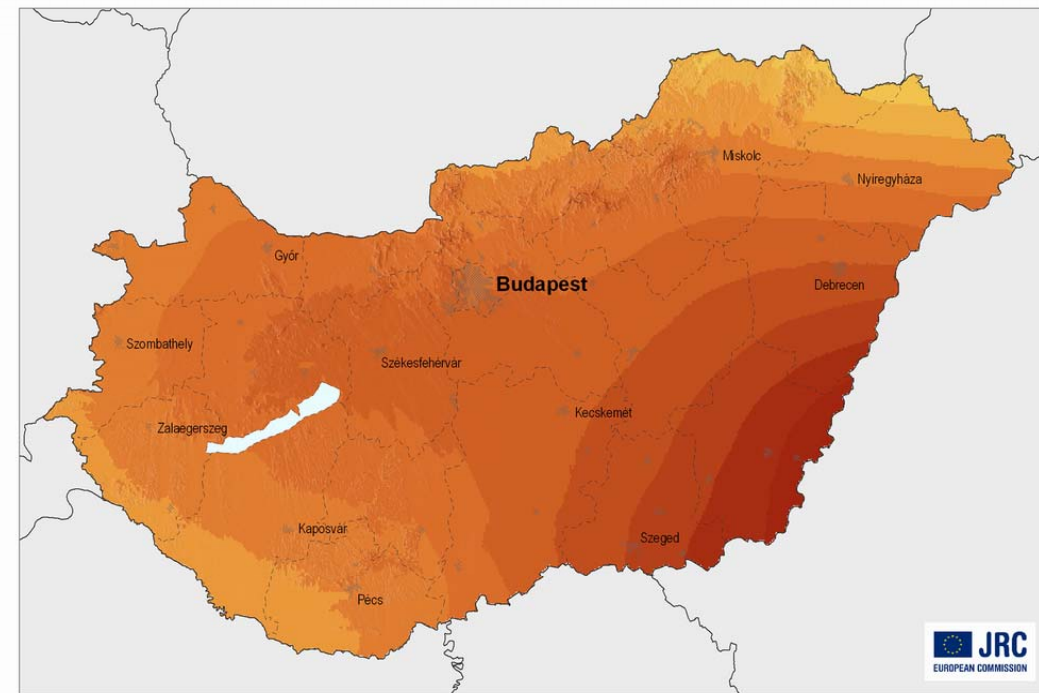 Miskolc
Nyíregyháza
Győr
Budapest
Debrecen
Szombathely
Székesfehérvár
Kecskemét
Zalaegerszeg
Kaposvár
Szeged
Pécs
JRC
EUROPEAN COMMISSION